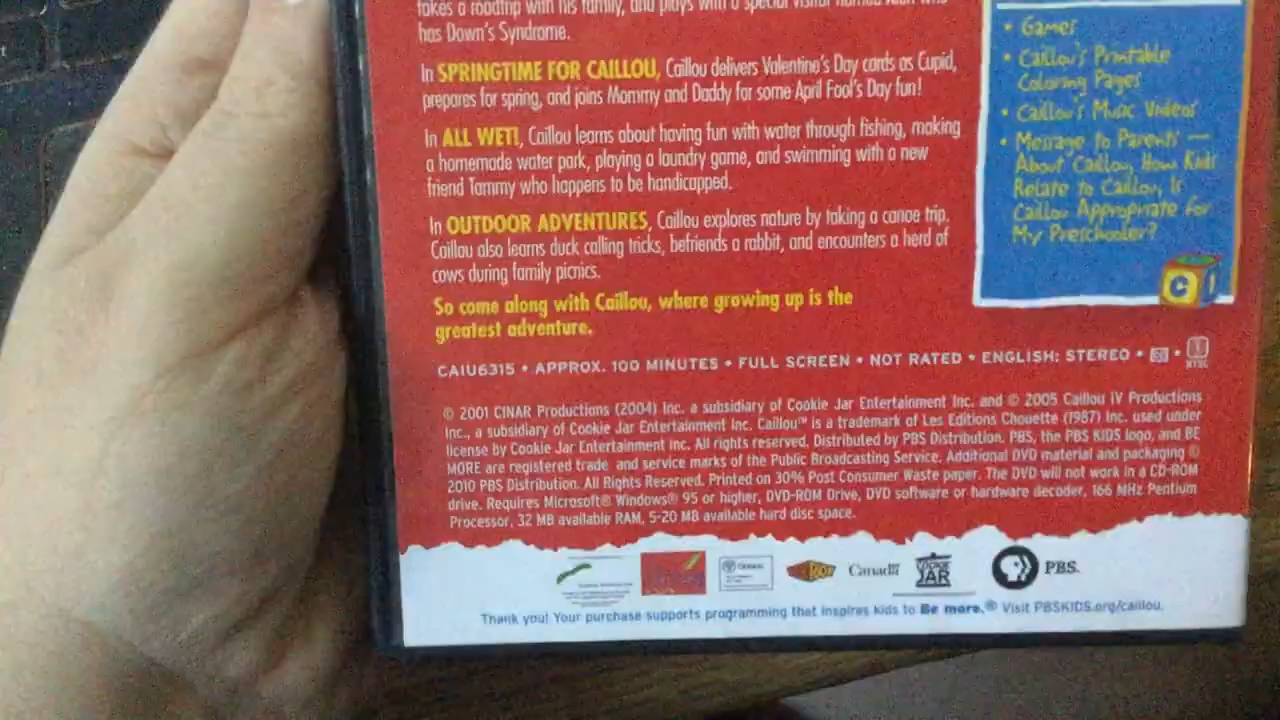 takes a roadtrip with his family, and plays with a special visitor named who
has Down's Syndrome.
In SPRINGTIME FOR CAILLOU, Caillou delivers Valentine's Day cards as Cupid,
prepares for spring, and joins Mommy and Daddy for some April Fool's Day fun!
In ALL WET!, Caillou learns about having fun with water through fishing, making
a homemade water park, playing a laundry game, and swimming with a new
friend Tammy who happens to be handicapped.
In OUTDOOR ADVENTURES, Caillou explores nature by taking a canoe trip.
Caillou also learns duck calling tricks, befriends a rabbit, and encounters a herd of
cows during family picnics.
So come along with Caillou, where growing up is the
greatest adventure.
• Games
• Caillou's Printable
Coloring Pages
• Caillou's Music Videos
• Message to Parents —
About Caillou, How Kids
Relate to Caillou, Is
Caillou Appropriate for
My Preschooler?
C
CAIU6315 • APPROX. 100 MINUTES • FULL SCREEN • NOT RATED • ENGLISH: STEREO •
NTSC
© 2001 CINAR Productions (2004) Inc. a subsidiary of Cookie Jar Entertainment Inc. and © 2005 Caillou IV Productions
Inc., a subsidiary of Cookie Jar Entertainment Inc. Caillou™ is a trademark of Les Editions Chouette (1987) Inc. used under
license by Cookie Jar Entertainment Inc. All rights reserved. Distributed by PBS Distribution. PBS, the PBS KIDS logo, and BE
MORE are registered trade and service marks of the Public Broadcasting Service. Additional DVD material and packaging ©
2010 PBS Distribution. All Rights Reserved. Printed on 30% Post Consumer Waste paper. The DVD will not work in a CD-ROM
drive. Requires Microsoft® Windows® 95 or higher, DVD-ROM Drive, DVD software or hardware decoder, 166 MHz Pentium
Processor, 32 MB available RAM, 5-20 MB available hard disc space.
Canada
COOKIE JAR
PBS.
Thank you! Your purchase supports programming that inspires kids to Be more.® Visit PBSKIDS.org/caillou.